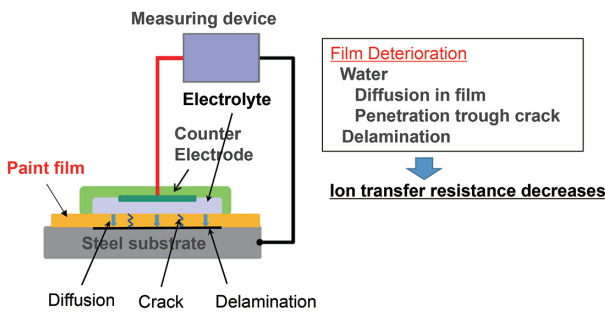 Measuring device
Electrolyte
Counter
Electrode
Paint film
Steel substrate
Diffusion
Crack
Delamination
Film Deterioration
Water
Diffusion in film
Penetration trough crack
Delamination
Ion transfer resistance decreases